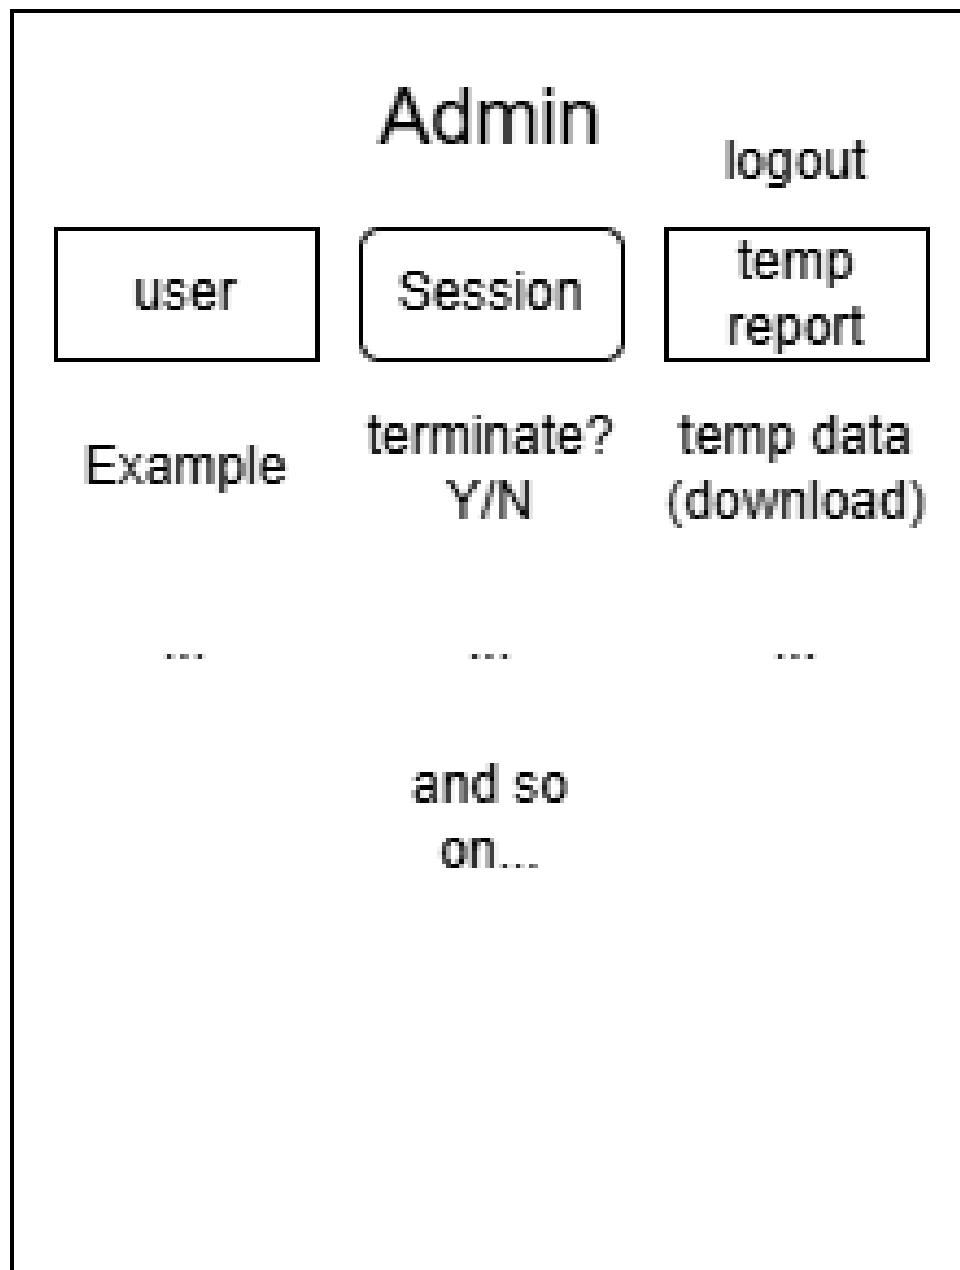 Admin
logout
user
Session
temp
report
Example
terminate?
Y/N
temp data
(download)
...
...
...
and so
on...